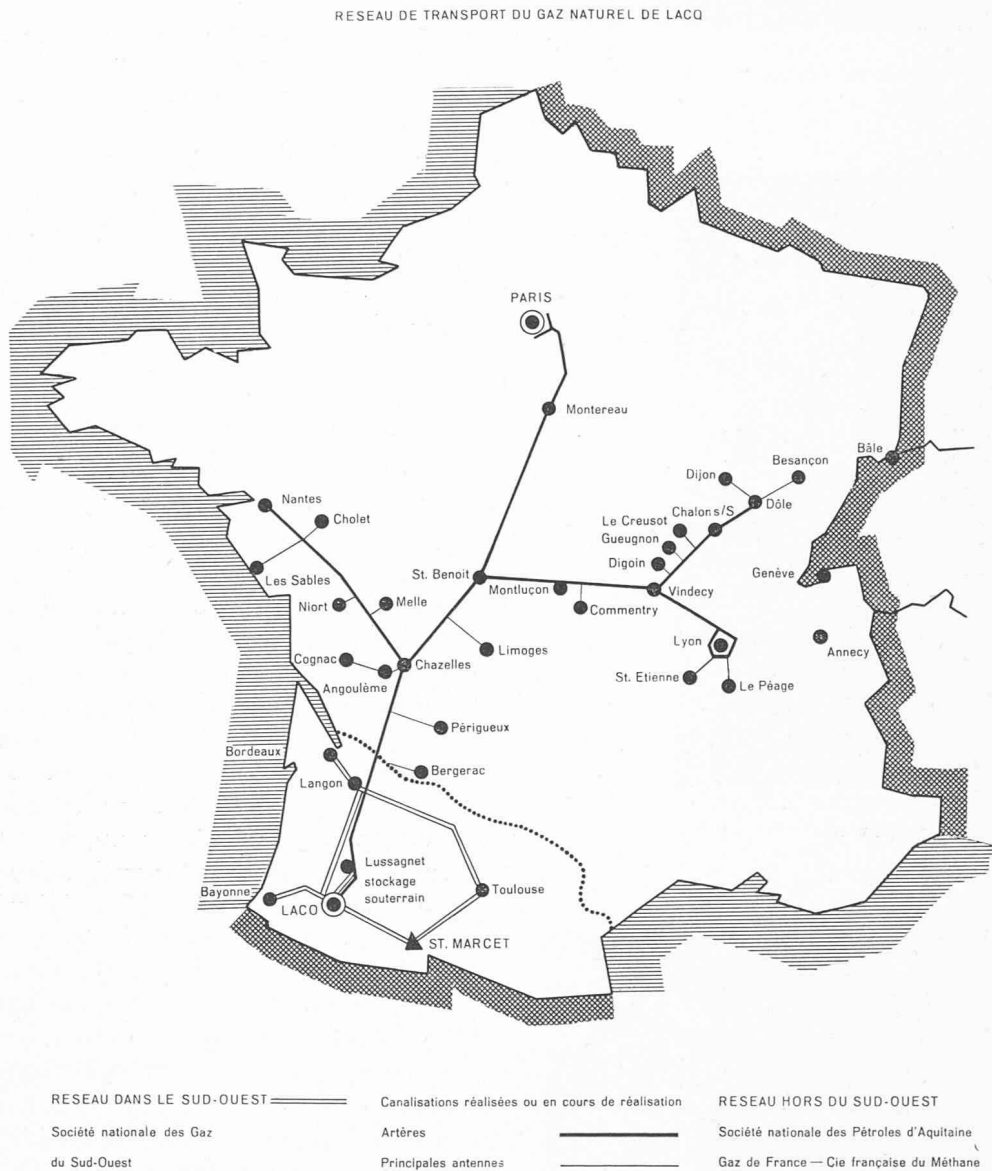 RESEAU DE TRANSPORT DU GAZ NATUREL DE LACQ
PARIS
Montereau
Bâle
Besançon
Dijon
Dôle
Nantes
Cholet
Chalon s/S
Le Creusot
Gueugnon
Digoin
Les Sables
St. Benoit
Montluçon
Vindecy
Genève
Niort
Melle
Commentry
Lyon
Annecy
Limoges
Cognac
Chazelles
Angoulême
St. Etienne
Le Péage
Périgueux
Bordeaux
Bergerac
Langon
Lussagnet
stockage
souterrain
Toulouse
Bayonne
LACQ
ST. MARCET
RESEAU DANS LE SUD-OUEST
Canalisations réalisées ou en cours de réalisation
RESEAU HORS DU SUD-OUEST
Société nationale des Gaz
Artères
Société nationale des Pétroles d'Aquitaine
du Sud-Ouest
Principales antennes
Gaz de France — Cie française du Méthane